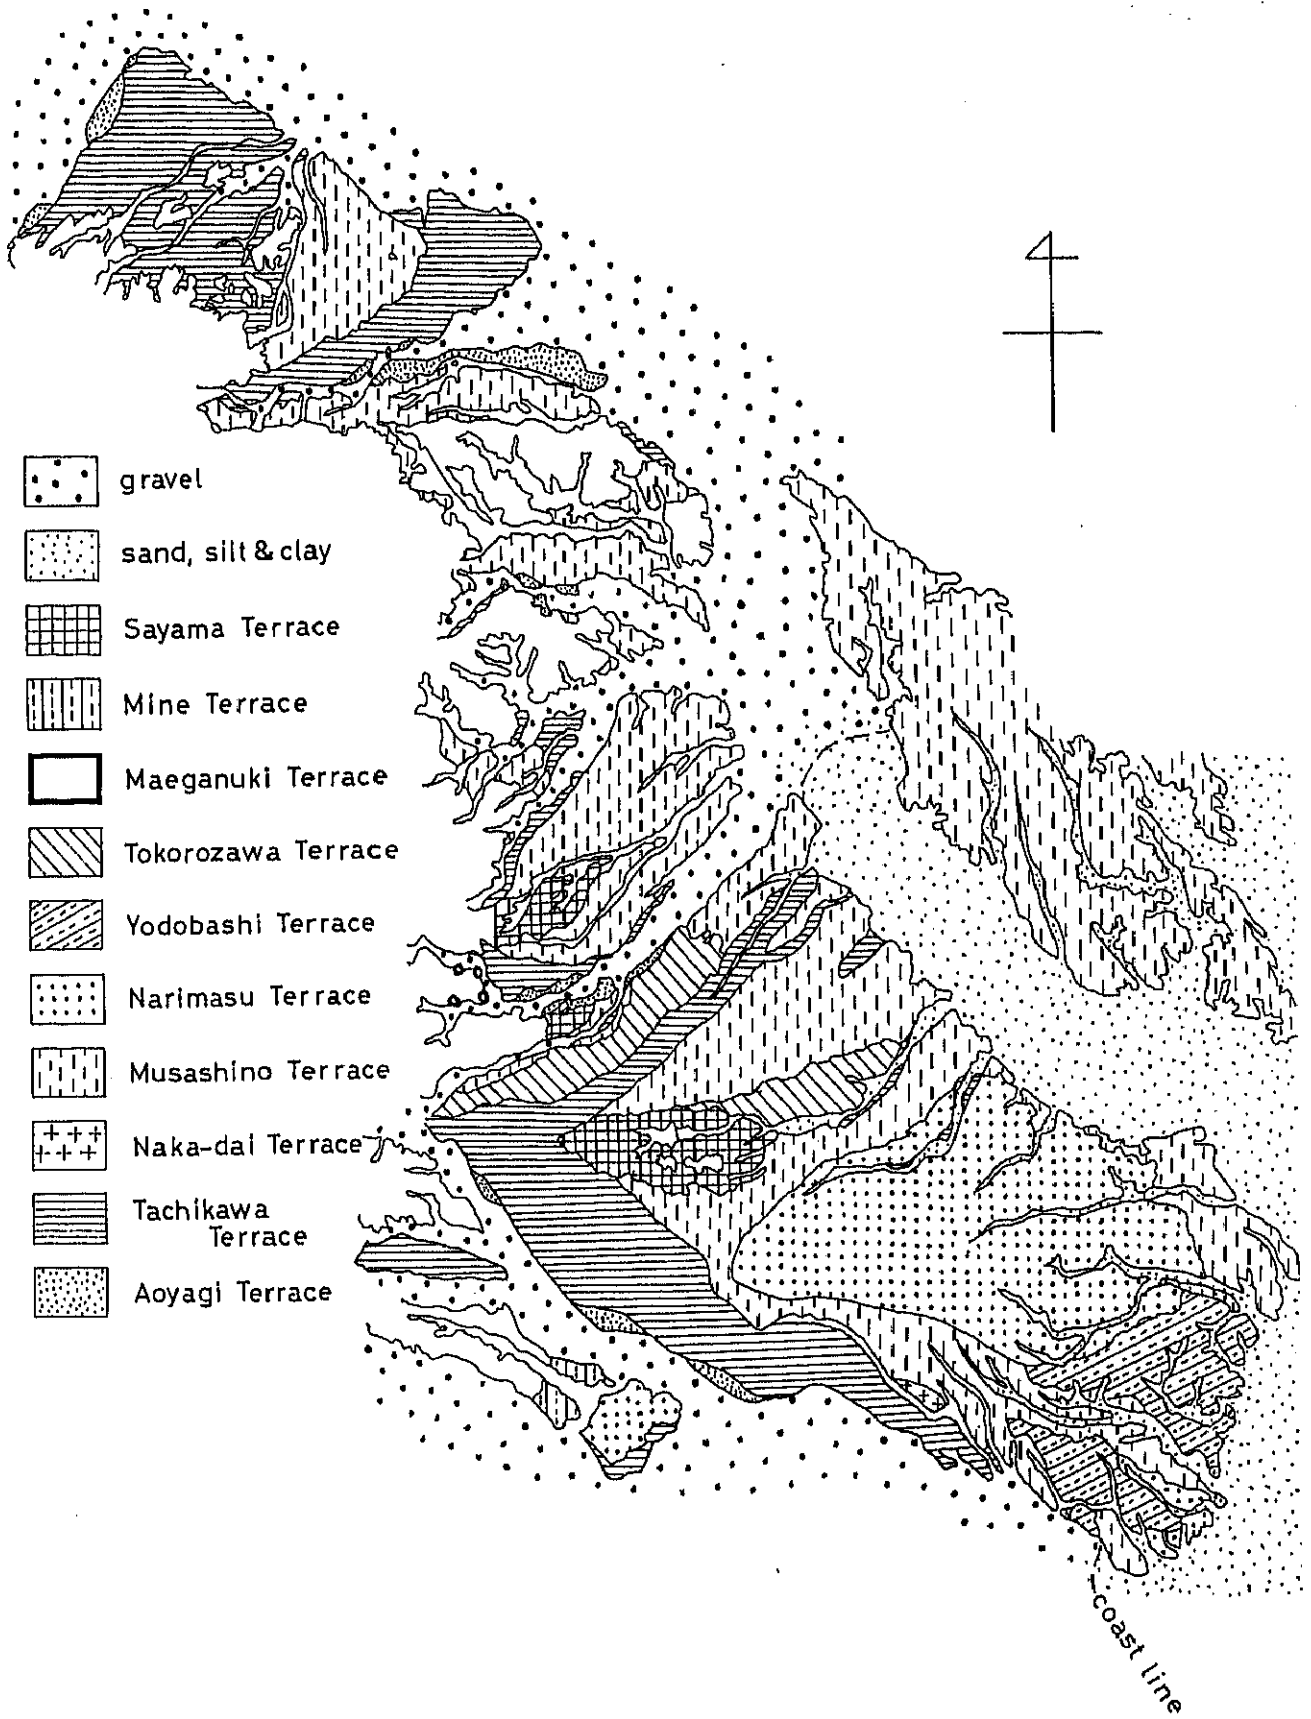 gravel
sand, silt & clay
Sayama Terrace
Mine Terrace
Maeganuki Terrace
Tokorozawa Terrace
Yodobashi Terrace
Narimasu Terrace
Musashino Terrace
Naka-dai Terrace
Tachikawa
Terrace
Aoyagi Terrace
coast line